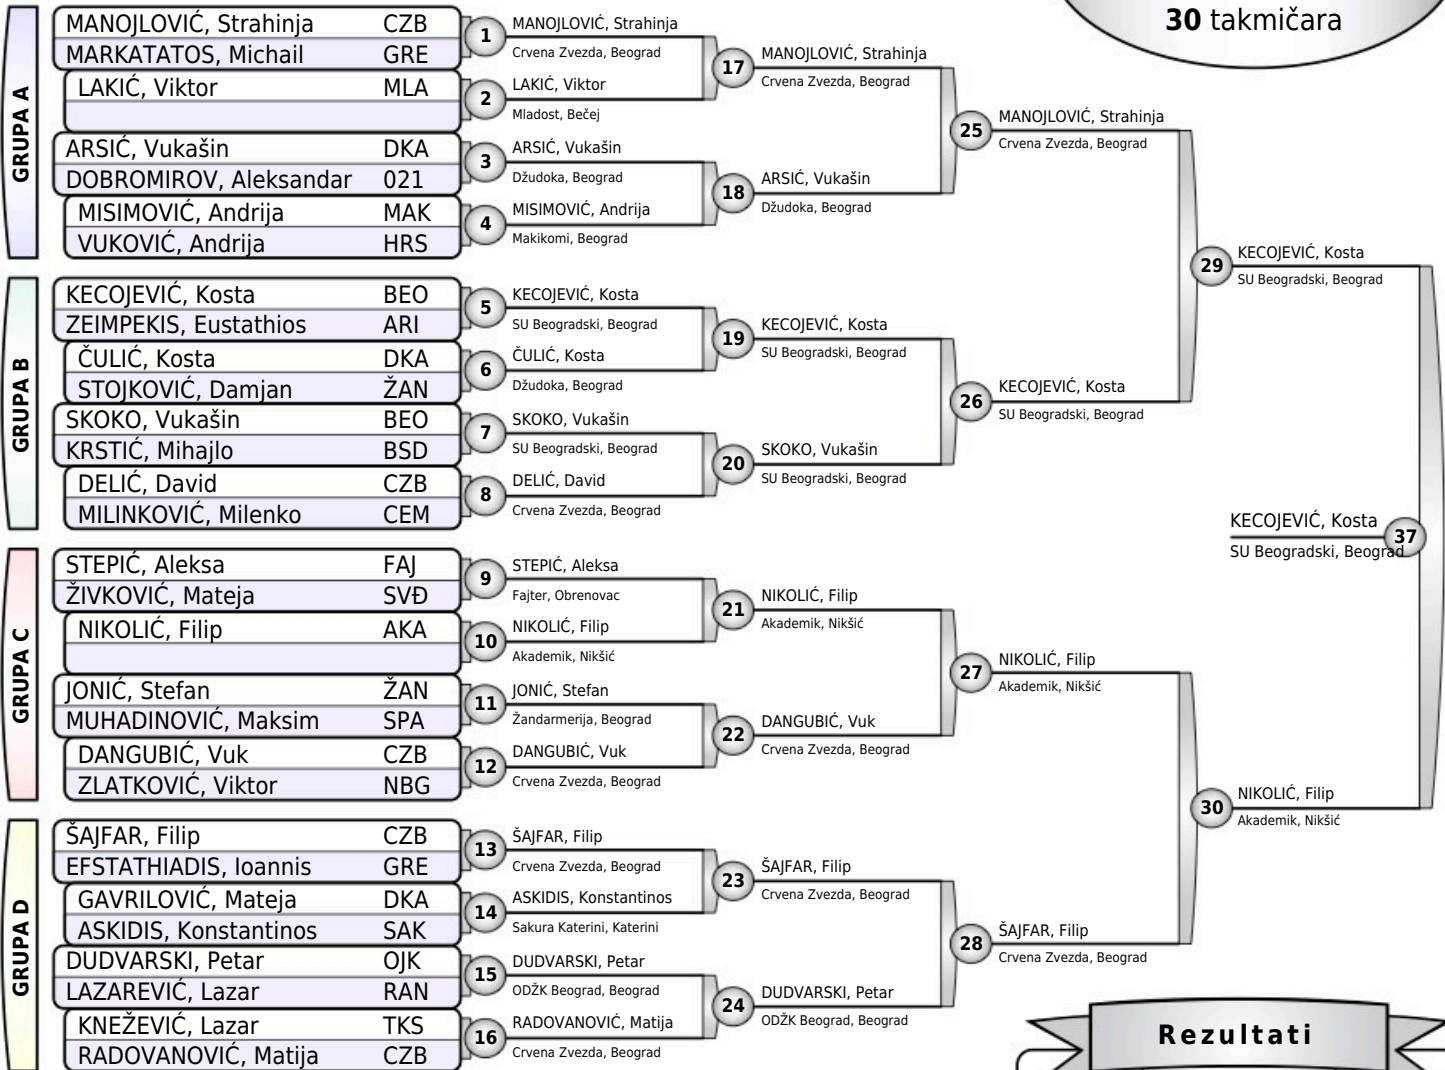 30 takmičara
GRUPA A
MANOJLOVIĆ, Strahinja CZB
MARKATATOS, Michail GRE
LAKIĆ, Viktor MLA
ARSIĆ, Vukašin DKA
DOBROMIROV, Aleksandar 021
MISIMOVIĆ, Andrija MAK
VUKOVIĆ, Andrija HRS
GRUPA B
KECOJEVIĆ, Kosta BEO
ZEIMPEKIS, Eustathios ARI
ČULIĆ, Kosta DKA
STOJKOVIĆ, Damjan ŽAN
SKOKO, Vukašin BEO
KRSTIĆ, Mihajlo BSD
DELIĆ, David CZB
MILINKOVIĆ, Milenko CEM
GRUPA C
STEPIĆ, Aleksa FAJ
ŽIVKOVIĆ, Mateja SVĐ
NIKOLIĆ, Filip AKA
JONIĆ, Stefan ŽAN
MUHADINOVIĆ, Maksim SPA
DANGUBIĆ, Vuk CZB
ZLATKOVIĆ, Viktor NBG
GRUPA D
ŠAJFAR, Filip CZB
EFSTATHIADIS, Ioannis GRE
GAVRILOVIĆ, Mateja DKA
ASKIDIS, Konstantinos SAK
DUDVARSKI, Petar OJK
LAZAREVIĆ, Lazar RAN
KNEŽEVIĆ, Lazar TKS
RADOVANOVIĆ, Matija CZB
1 MANOJLOVIĆ, Strahinja
Crvena Zvezda, Beograd
2 LAKIĆ, Viktor
Mladost, Bečej
3 ARSIĆ, Vukašin
Džudoka, Beograd
4 MISIMOVIĆ, Andrija
Makikomi, Beograd
5 KECOJEVIĆ, Kosta
SU Beogradski, Beograd
6 ČULIĆ, Kosta
Džudoka, Beograd
7 SKOKO, Vukašin
SU Beogradski, Beograd
8 DELIĆ, David
Crvena Zvezda, Beograd
9 STEPIĆ, Aleksa
Fajter, Obrenovac
10 NIKOLIĆ, Filip
Akademik, Nikšić
11 JONIĆ, Stefan
Žandarmerija, Beograd
12 DANGUBIĆ, Vuk
Crvena Zvezda, Beograd
13 ŠAJFAR, Filip
Crvena Zvezda, Beograd
14 ASKIDIS, Konstantinos
Sakura Katerini, Katerini
15 DUDVARSKI, Petar
ODŽK Beograd, Beograd
16 RADOVANOVIĆ, Matija
Crvena Zvezda, Beograd
17 MANOJLOVIĆ, Strahinja
Crvena Zvezda, Beograd
18 ARSIĆ, Vukašin
Džudoka, Beograd
19 KECOJEVIĆ, Kosta
SU Beogradski, Beograd
20 SKOKO, Vukašin
SU Beogradski, Beograd
21 NIKOLIĆ, Filip
Akademik, Nikšić
22 DANGUBIĆ, Vuk
Crvena Zvezda, Beograd
23 ŠAJFAR, Filip
Crvena Zvezda, Beograd
24 DUDVARSKI, Petar
ODŽK Beograd, Beograd
25 MANOJLOVIĆ, Strahinja
Crvena Zvezda, Beograd
26 KECOJEVIĆ, Kosta
SU Beogradski, Beograd
27 NIKOLIĆ, Filip
Akademik, Nikšić
28 ŠAJFAR, Filip
Crvena Zvezda, Beograd
29 KECOJEVIĆ, Kosta
SU Beogradski, Beograd
30 NIKOLIĆ, Filip
Akademik, Nikšić
KECOJEVIĆ, Kosta 37
SU Beogradski, Beograd
Rezultati